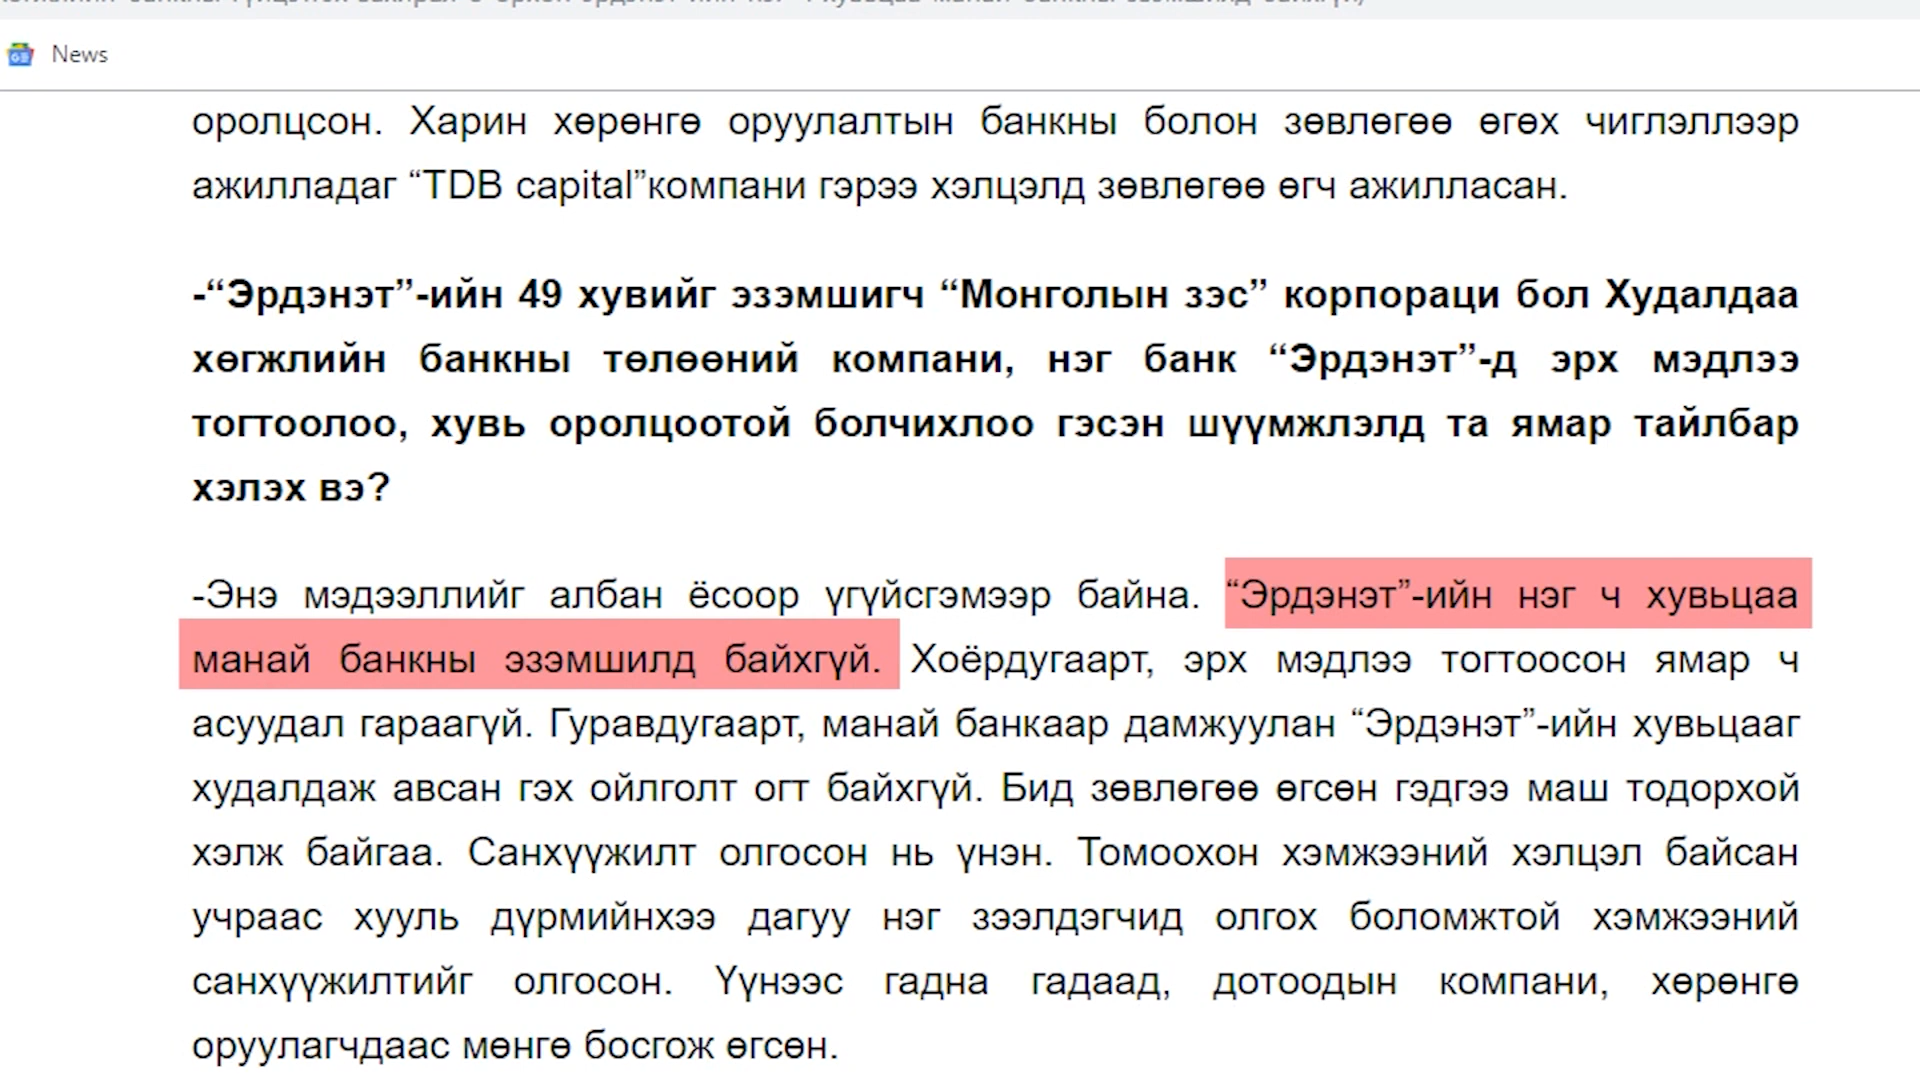 News
оролцсон. Харин хөрөнгө оруулалтын банкны болон зөвлөгөө өгөх чиглэллээр
ажилладаг “TDB capital”компани гэрээ хэлцэлд зөвлөгөө өгч ажилласан.
-“Эрдэнэт”-ийн 49 хувийг эзэмшигч “Монголын зэс” корпораци бол Худалдаа
хөгжлийн банкны төлөөний компани, нэг банк “Эрдэнэт”-д эрх мэдлээ
тогтоолоо, хувь оролцоотой болчихлоо гэсэн шүүмжлэлд та ямар тайлбар
хэлэх вэ?
-Энэ мэдээллийг албан ёсоор үгүйсгэмээр байна. “Эрдэнэт”-ийн нэг ч хувьцаа
манай банкны эзэмшилд байхгүй. Хоёрдугаарт, эрх мэдлээ тогтоосон ямар ч
асуудал гараагүй. Гуравдугаарт, манай банкаар дамжуулан “Эрдэнэт”-ийн хувьцааг
худалдаж авсан гэх ойлголт огт байхгүй. Бид зөвлөгөө өгсөн гэдгээ маш тодорхой
хэлж байгаа. Санхүүжилт олгосон нь үнэн. Томоохон хэмжээний хэлцэл байсан
учраас хууль дүрмийнхээ дагуу нэг зээлдэгчид олгох боломжтой хэмжээний
санхүүжилтийг олгосон. Үүнээс гадна гадаад, дотоодын компани, хөрөнгө
оруулагчдаас мөнгө босгож өгсөн.